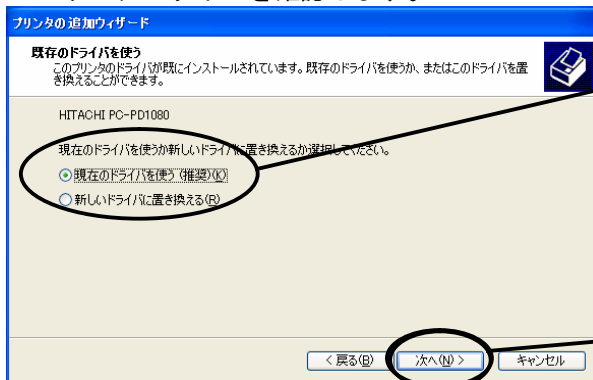 プリンタの追加ウィザード
既存のドライバを使う
このプリンタのドライバが既にインストールされています。既存のドライバを使うか、またはこのドライバを置
き換えることができます。
HITACHI PC-PD1080
現在のドライバを使うか新しいドライバに置き換えるか選択してください。
現在のドライバを使う (推奨)(K)
新しいドライバに置き換える(R)
< 戻る(B) 次へ(N) > キャンセル